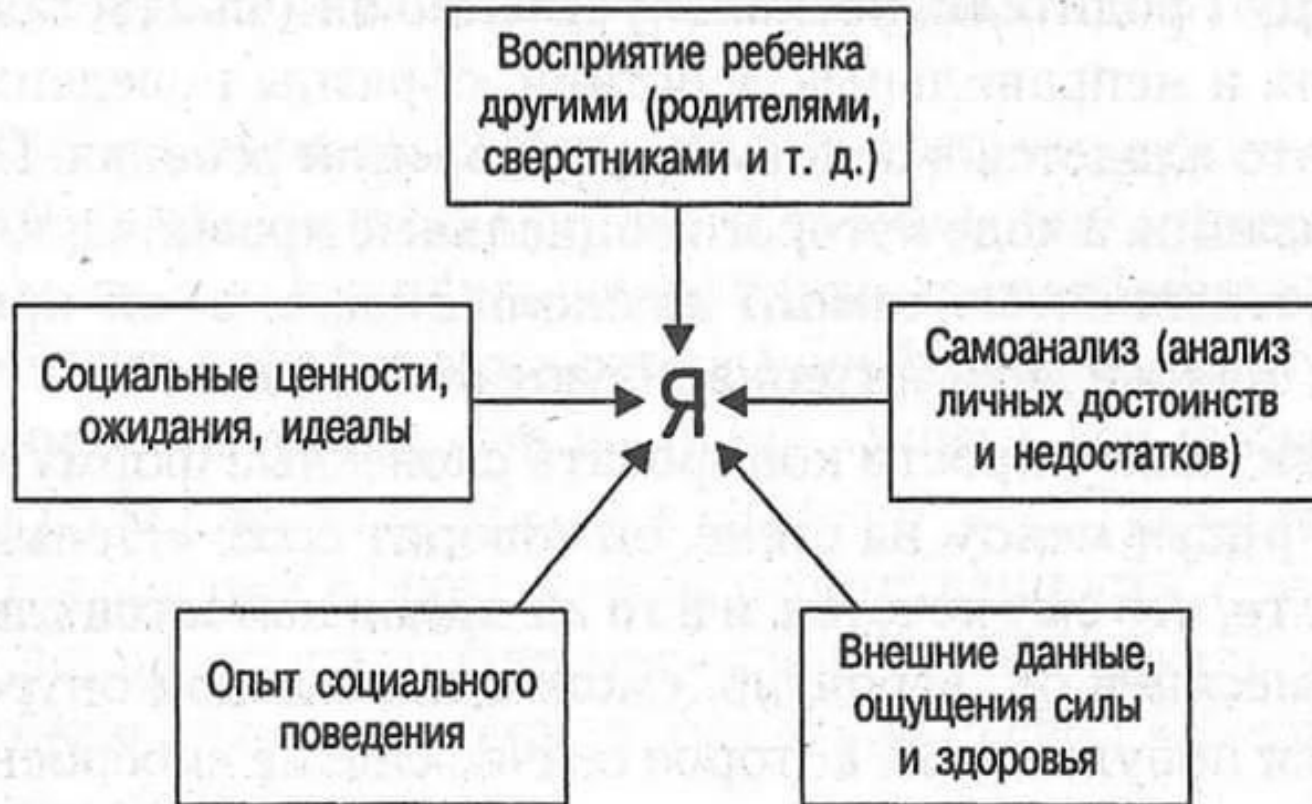 Восприятие ребенка
другими (родителями,
сверстниками и т. д.)
Социальные ценности,
ожидания, идеалы
Я
Самоанализ (анализ
личных достоинств
и недостатков)
Опыт социального
поведения
Внешние данные,
ощущения силы
и здоровья